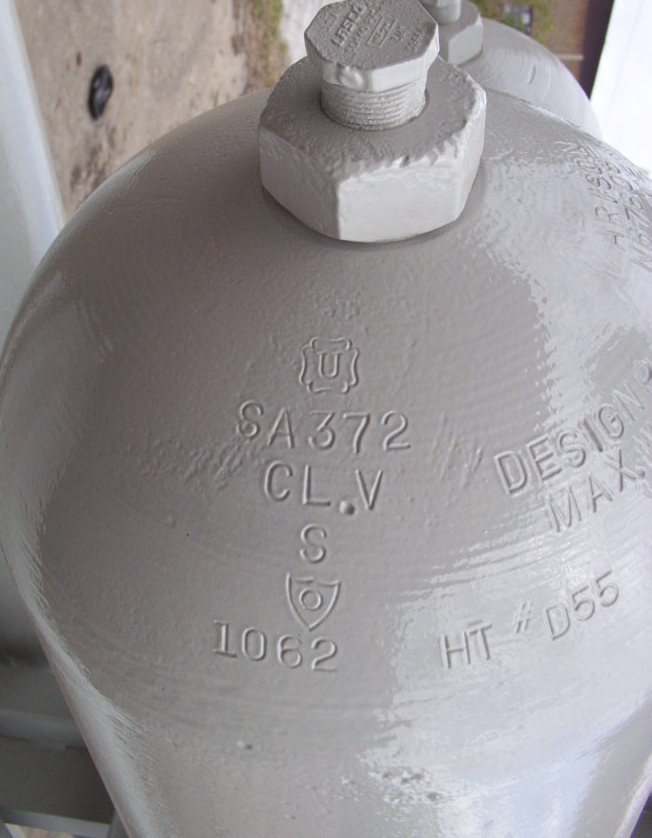 U
SA372
CL.V
S
O
1062
DESIGN
MAX.
HT # D55